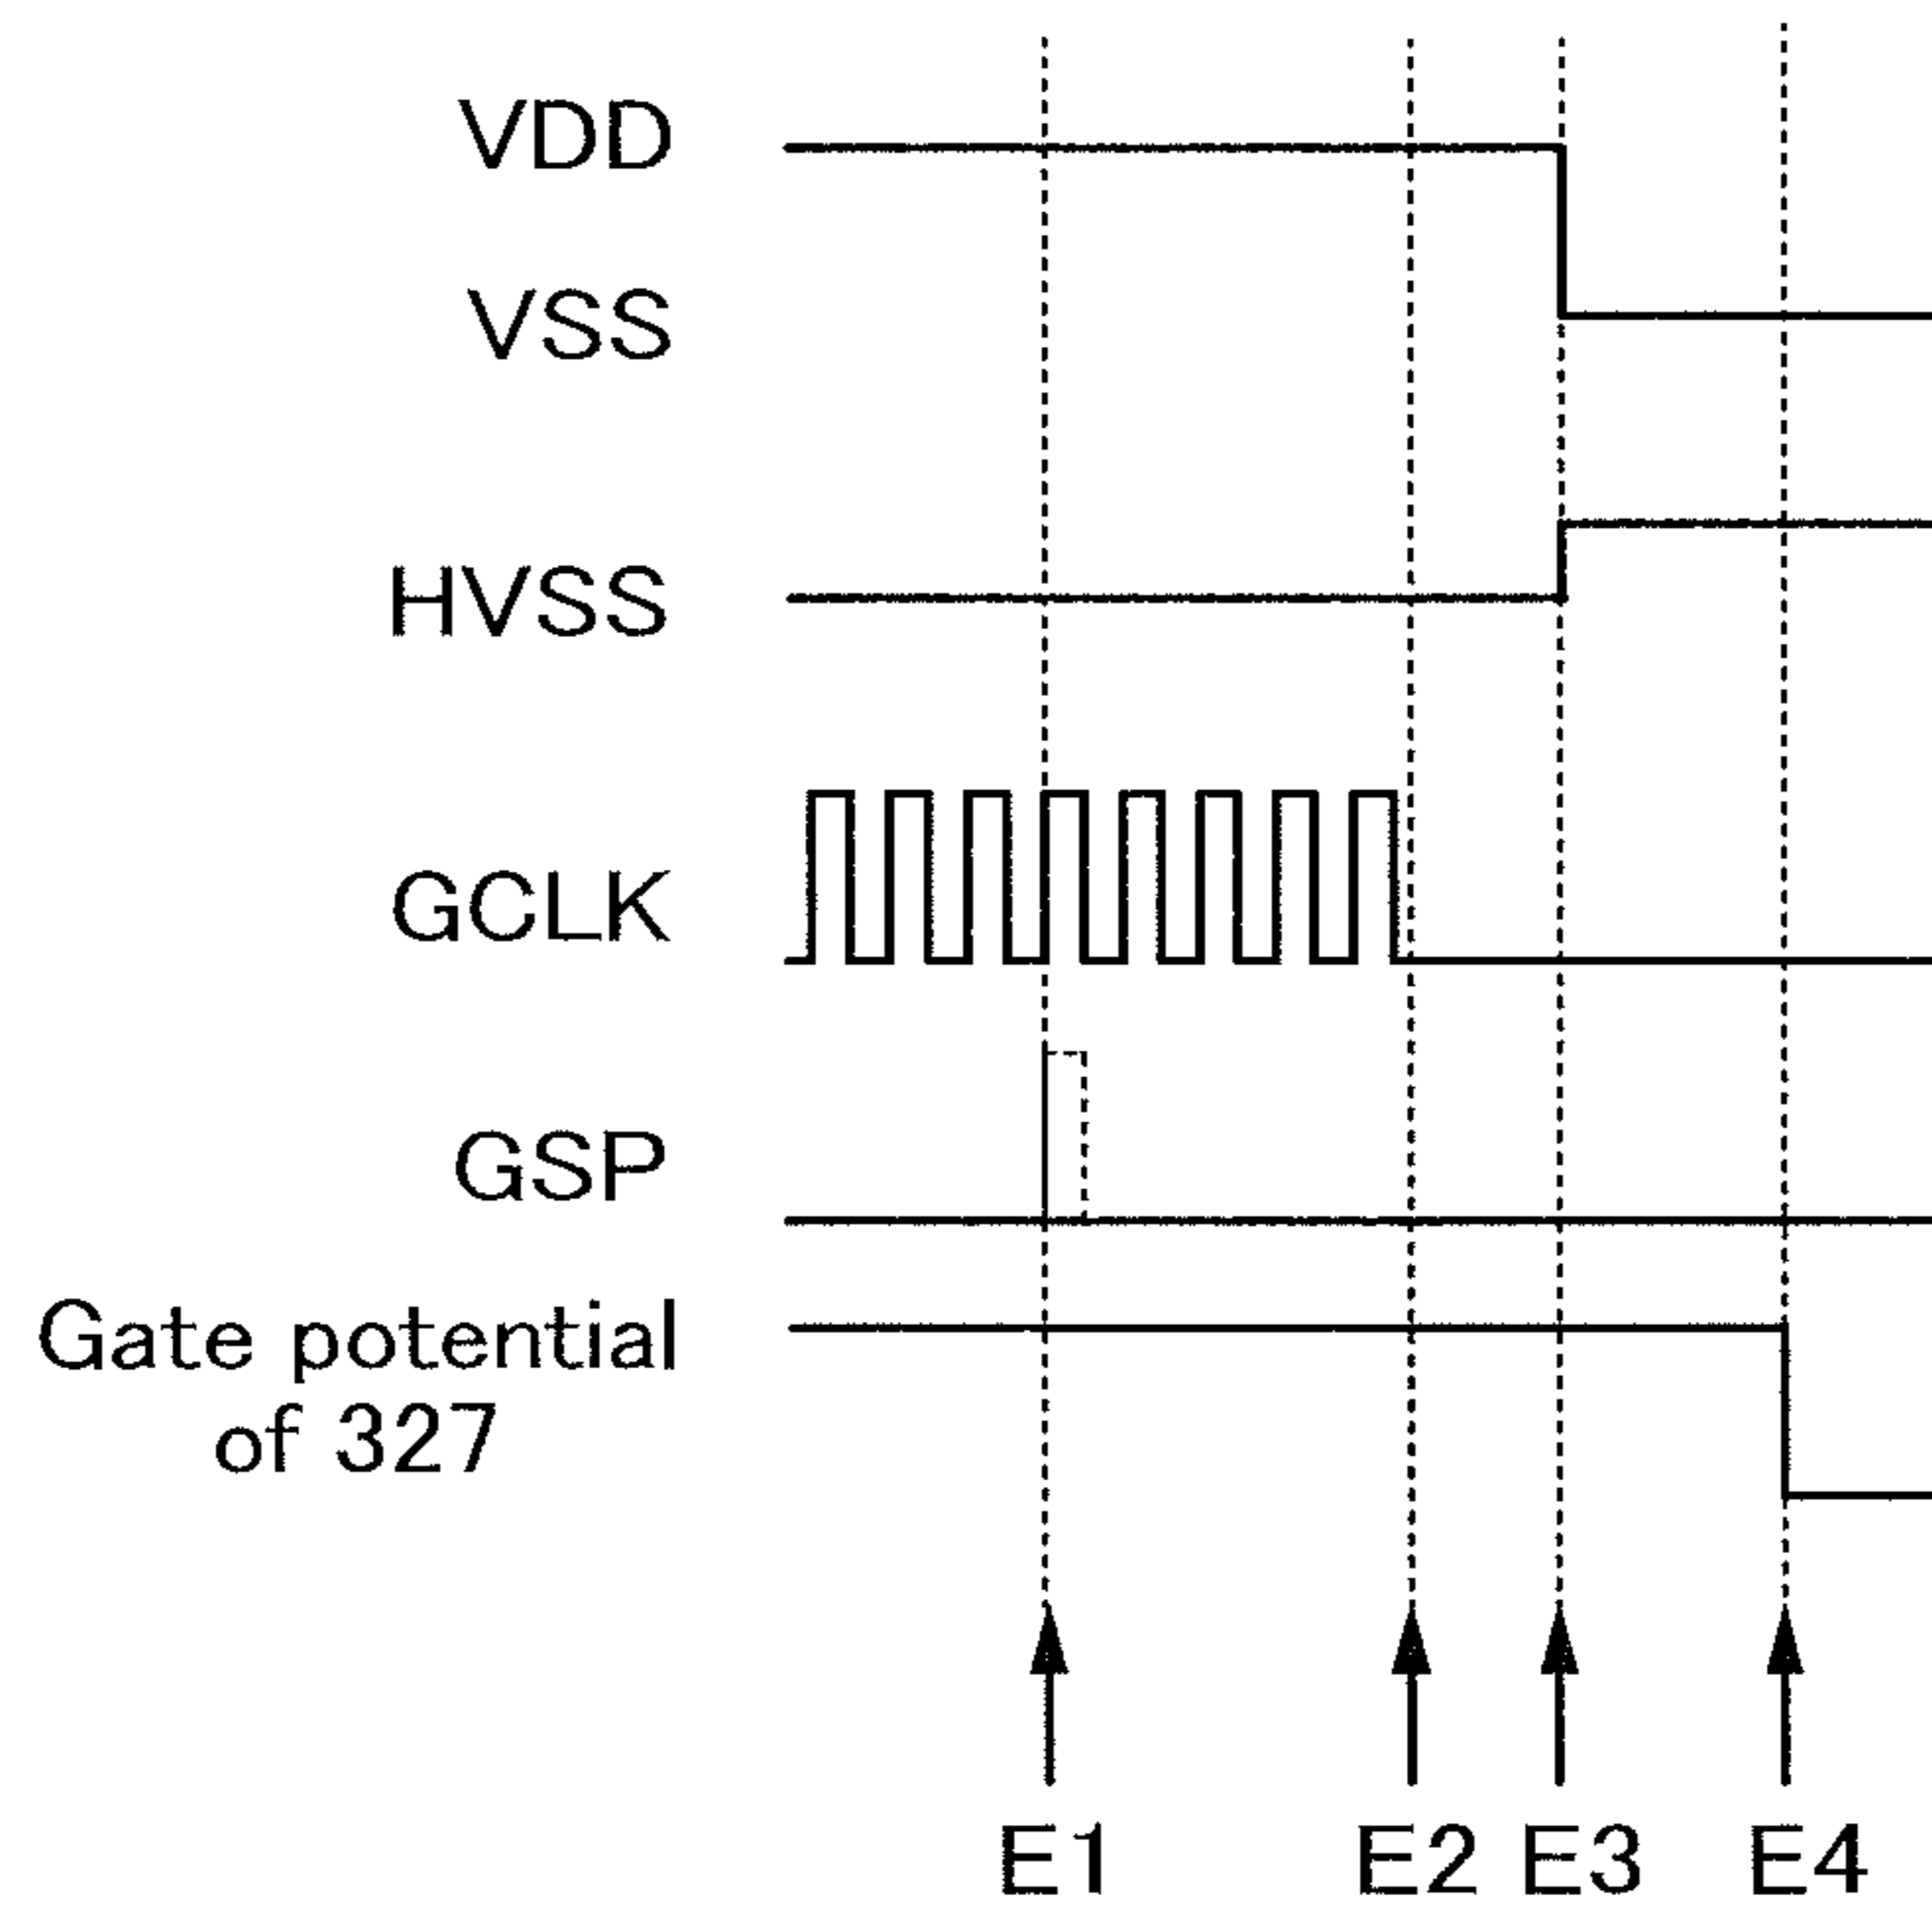 VDD
VSS
HVSS
GCLK
GSP
Gate potential
of 327
E1 E2 E3 E4